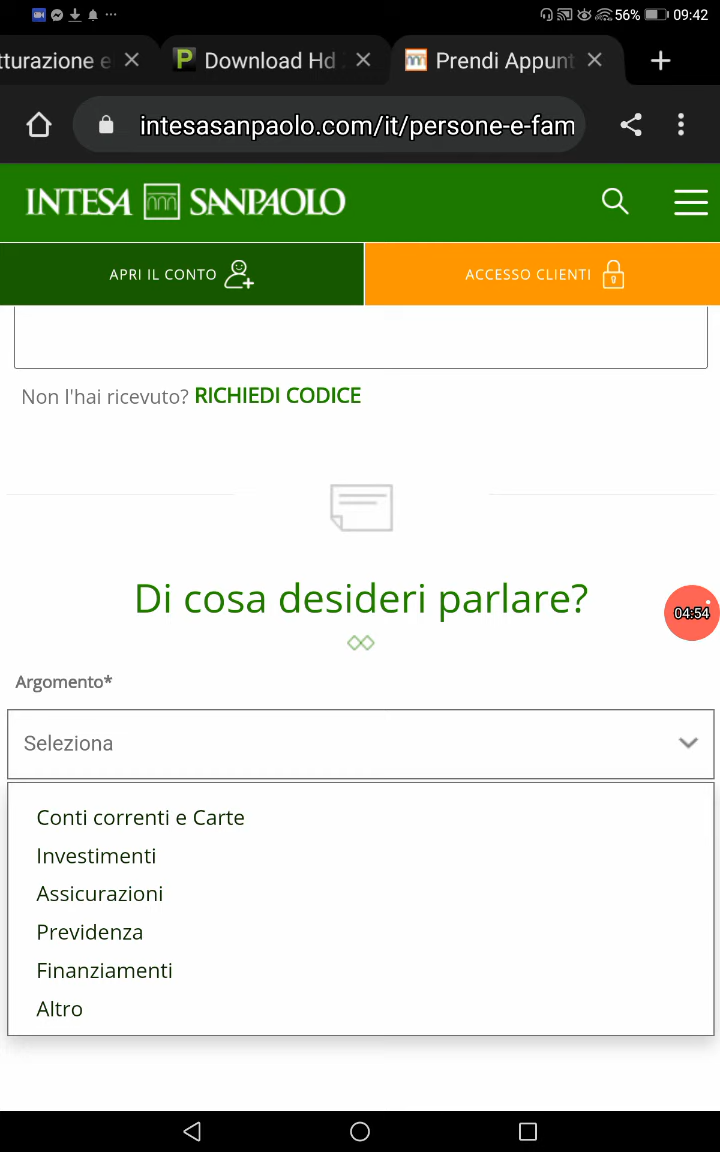 56% 09:42
tturazione e
Download Hd
Prendi Appunt
intesasanpaolo.com/it/persone-e-fam
INTESA SANPAOLO
APRI IL CONTO
ACCESSO CLIENTI
Non l'hai ricevuto? RICHIEDI CODICE
Di cosa desideri parlare?
04:54
Argomento*
Seleziona
Conti correnti e Carte
Investimenti
Assicurazioni
Previdenza
Finanziamenti
Altro